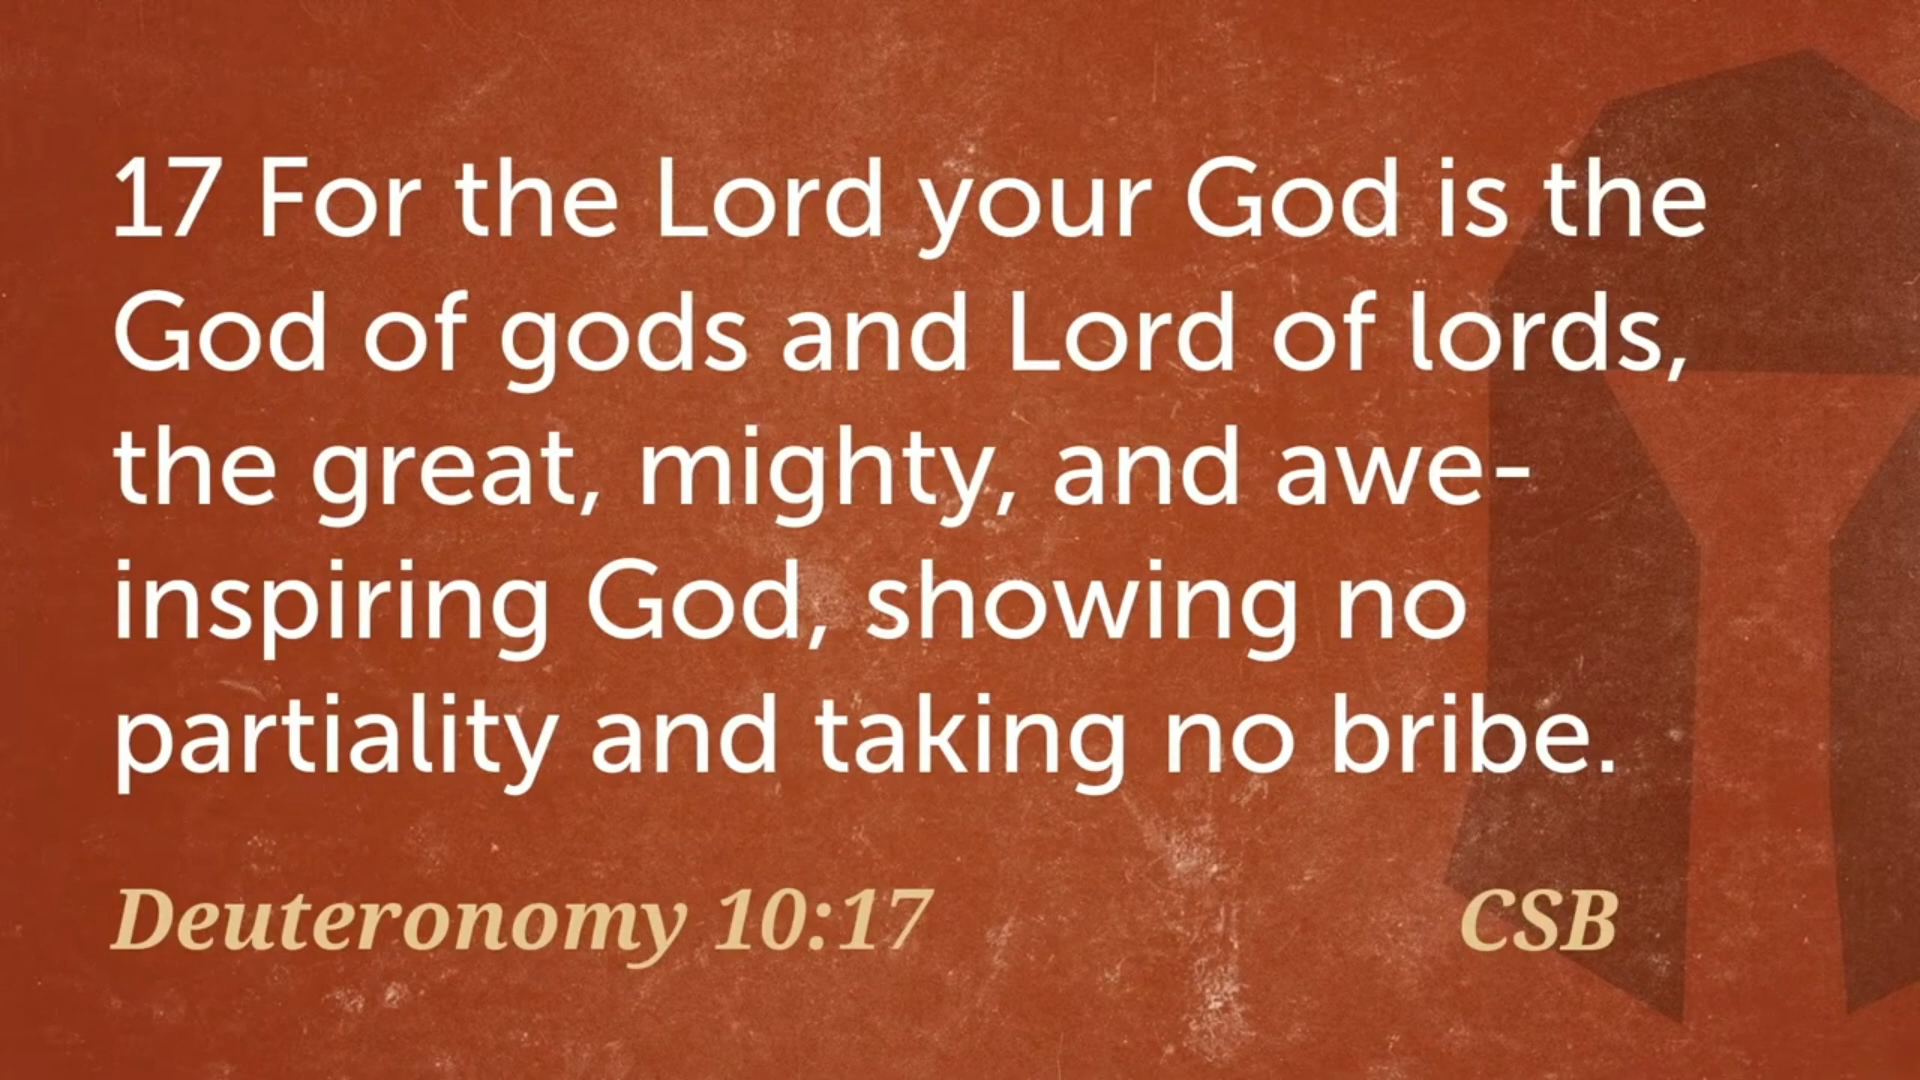 17 For the Lord your God is the
God of gods and Lord of lords,
the great, mighty, and awe-
inspiring God, showing no
partiality and taking no bribe.
Deuteronomy 10:17 CSB